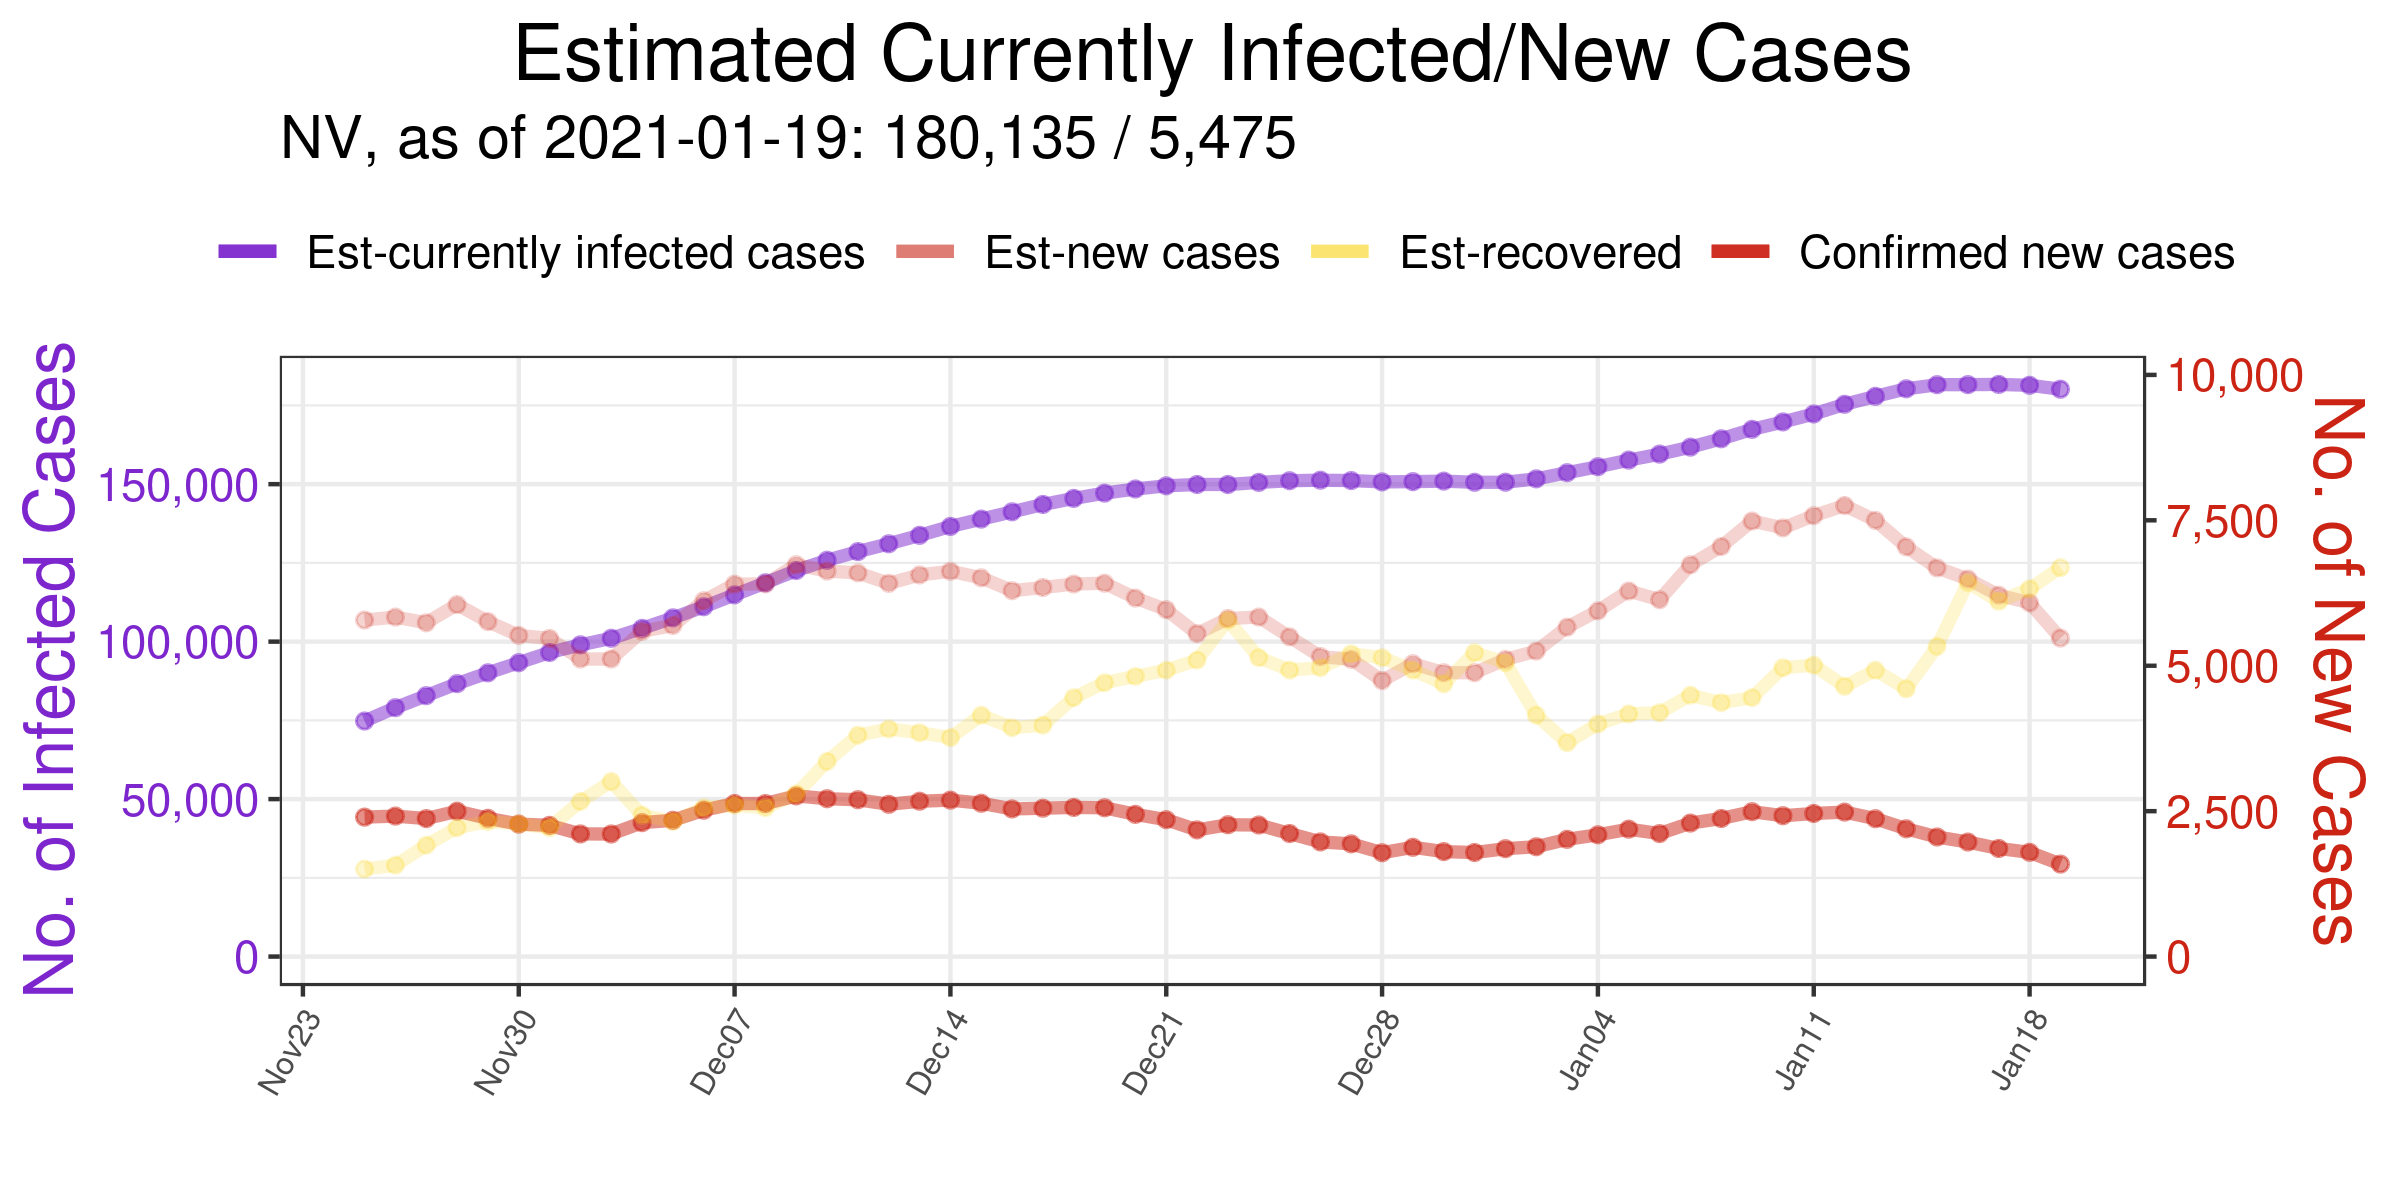 Estimated Currently Infected/New Cases
NV, as of 2021-01-19: 180,135 / 5,475
Est-currently infected cases Est-new cases Est-recovered Confirmed new cases
No. of Infected Cases
150,000
100,000
50,000
0
10,000
7,500
5,000
2,500
0
No. of New Cases
Nov23 Nov30 Dec07 Dec14 Dec21 Dec28 Jan04 Jan11 Jan18